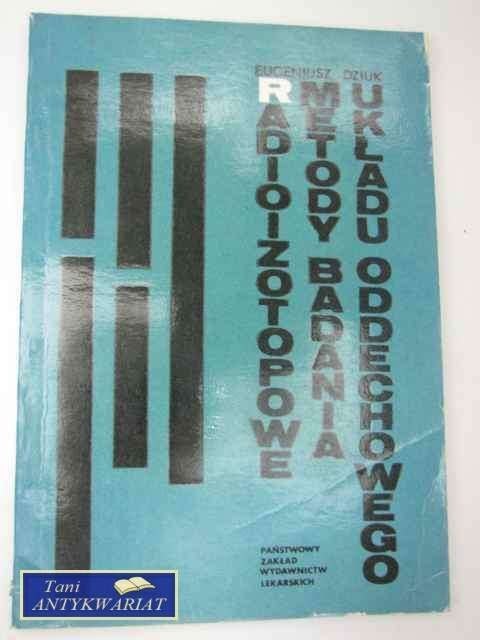 EUGENIUSZ DZIUK
RADIOIZOTOPOWE
METODY BADANIA
UKŁADU ODDECHOWEGO
PAŃSTWOWY
ZAKŁAD
WYDAWNICTW
LEKARSKICH
Tani
ANTYKWARIAT